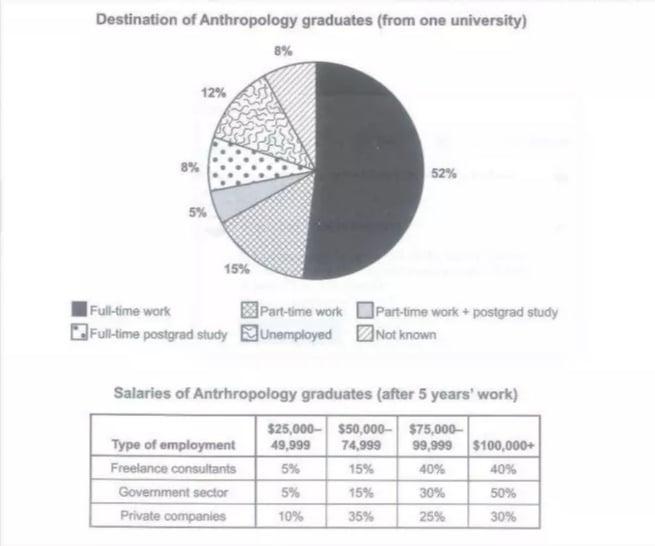 Destination of Anthropology graduates (from one university)
8%
12%
8%
52%
5%
15%
Full-time work Part-time work Part-time work + postgrad study
Full-time postgrad study Unemployed Not known
Salaries of Antrhropology graduates (after 5 years' work)
Type of employment $25,000–49,999 $50,000–74,999 $75,000–99,999 $100,000+
Freelance consultants 5% 15% 40% 40%
Government sector 5% 15% 30% 50%
Private companies 10% 35% 25% 30%